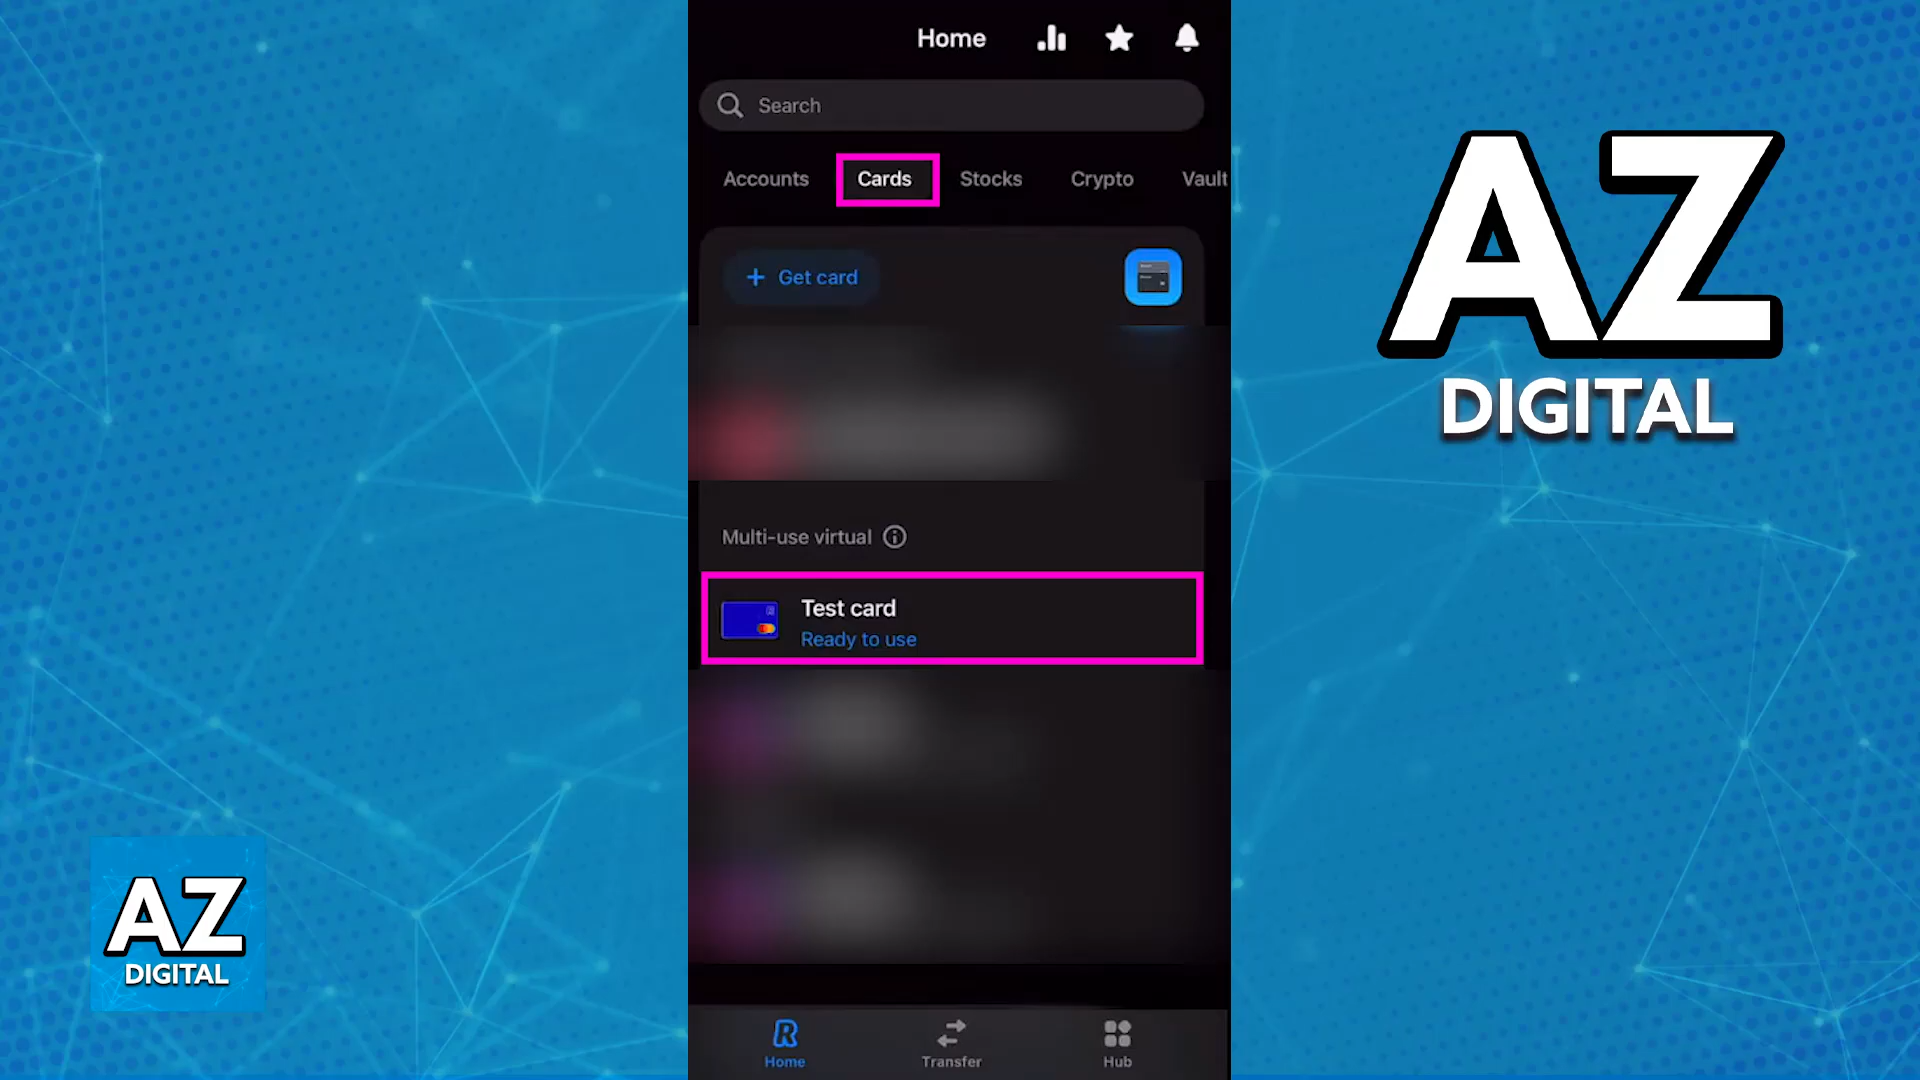 Home
Search
Accounts Cards Stocks Crypto Vault
+ Get card
Multi-use virtual
Test card
Ready to use
Home Transfer Hub
AZ
DIGITAL
AZ
DIGITAL